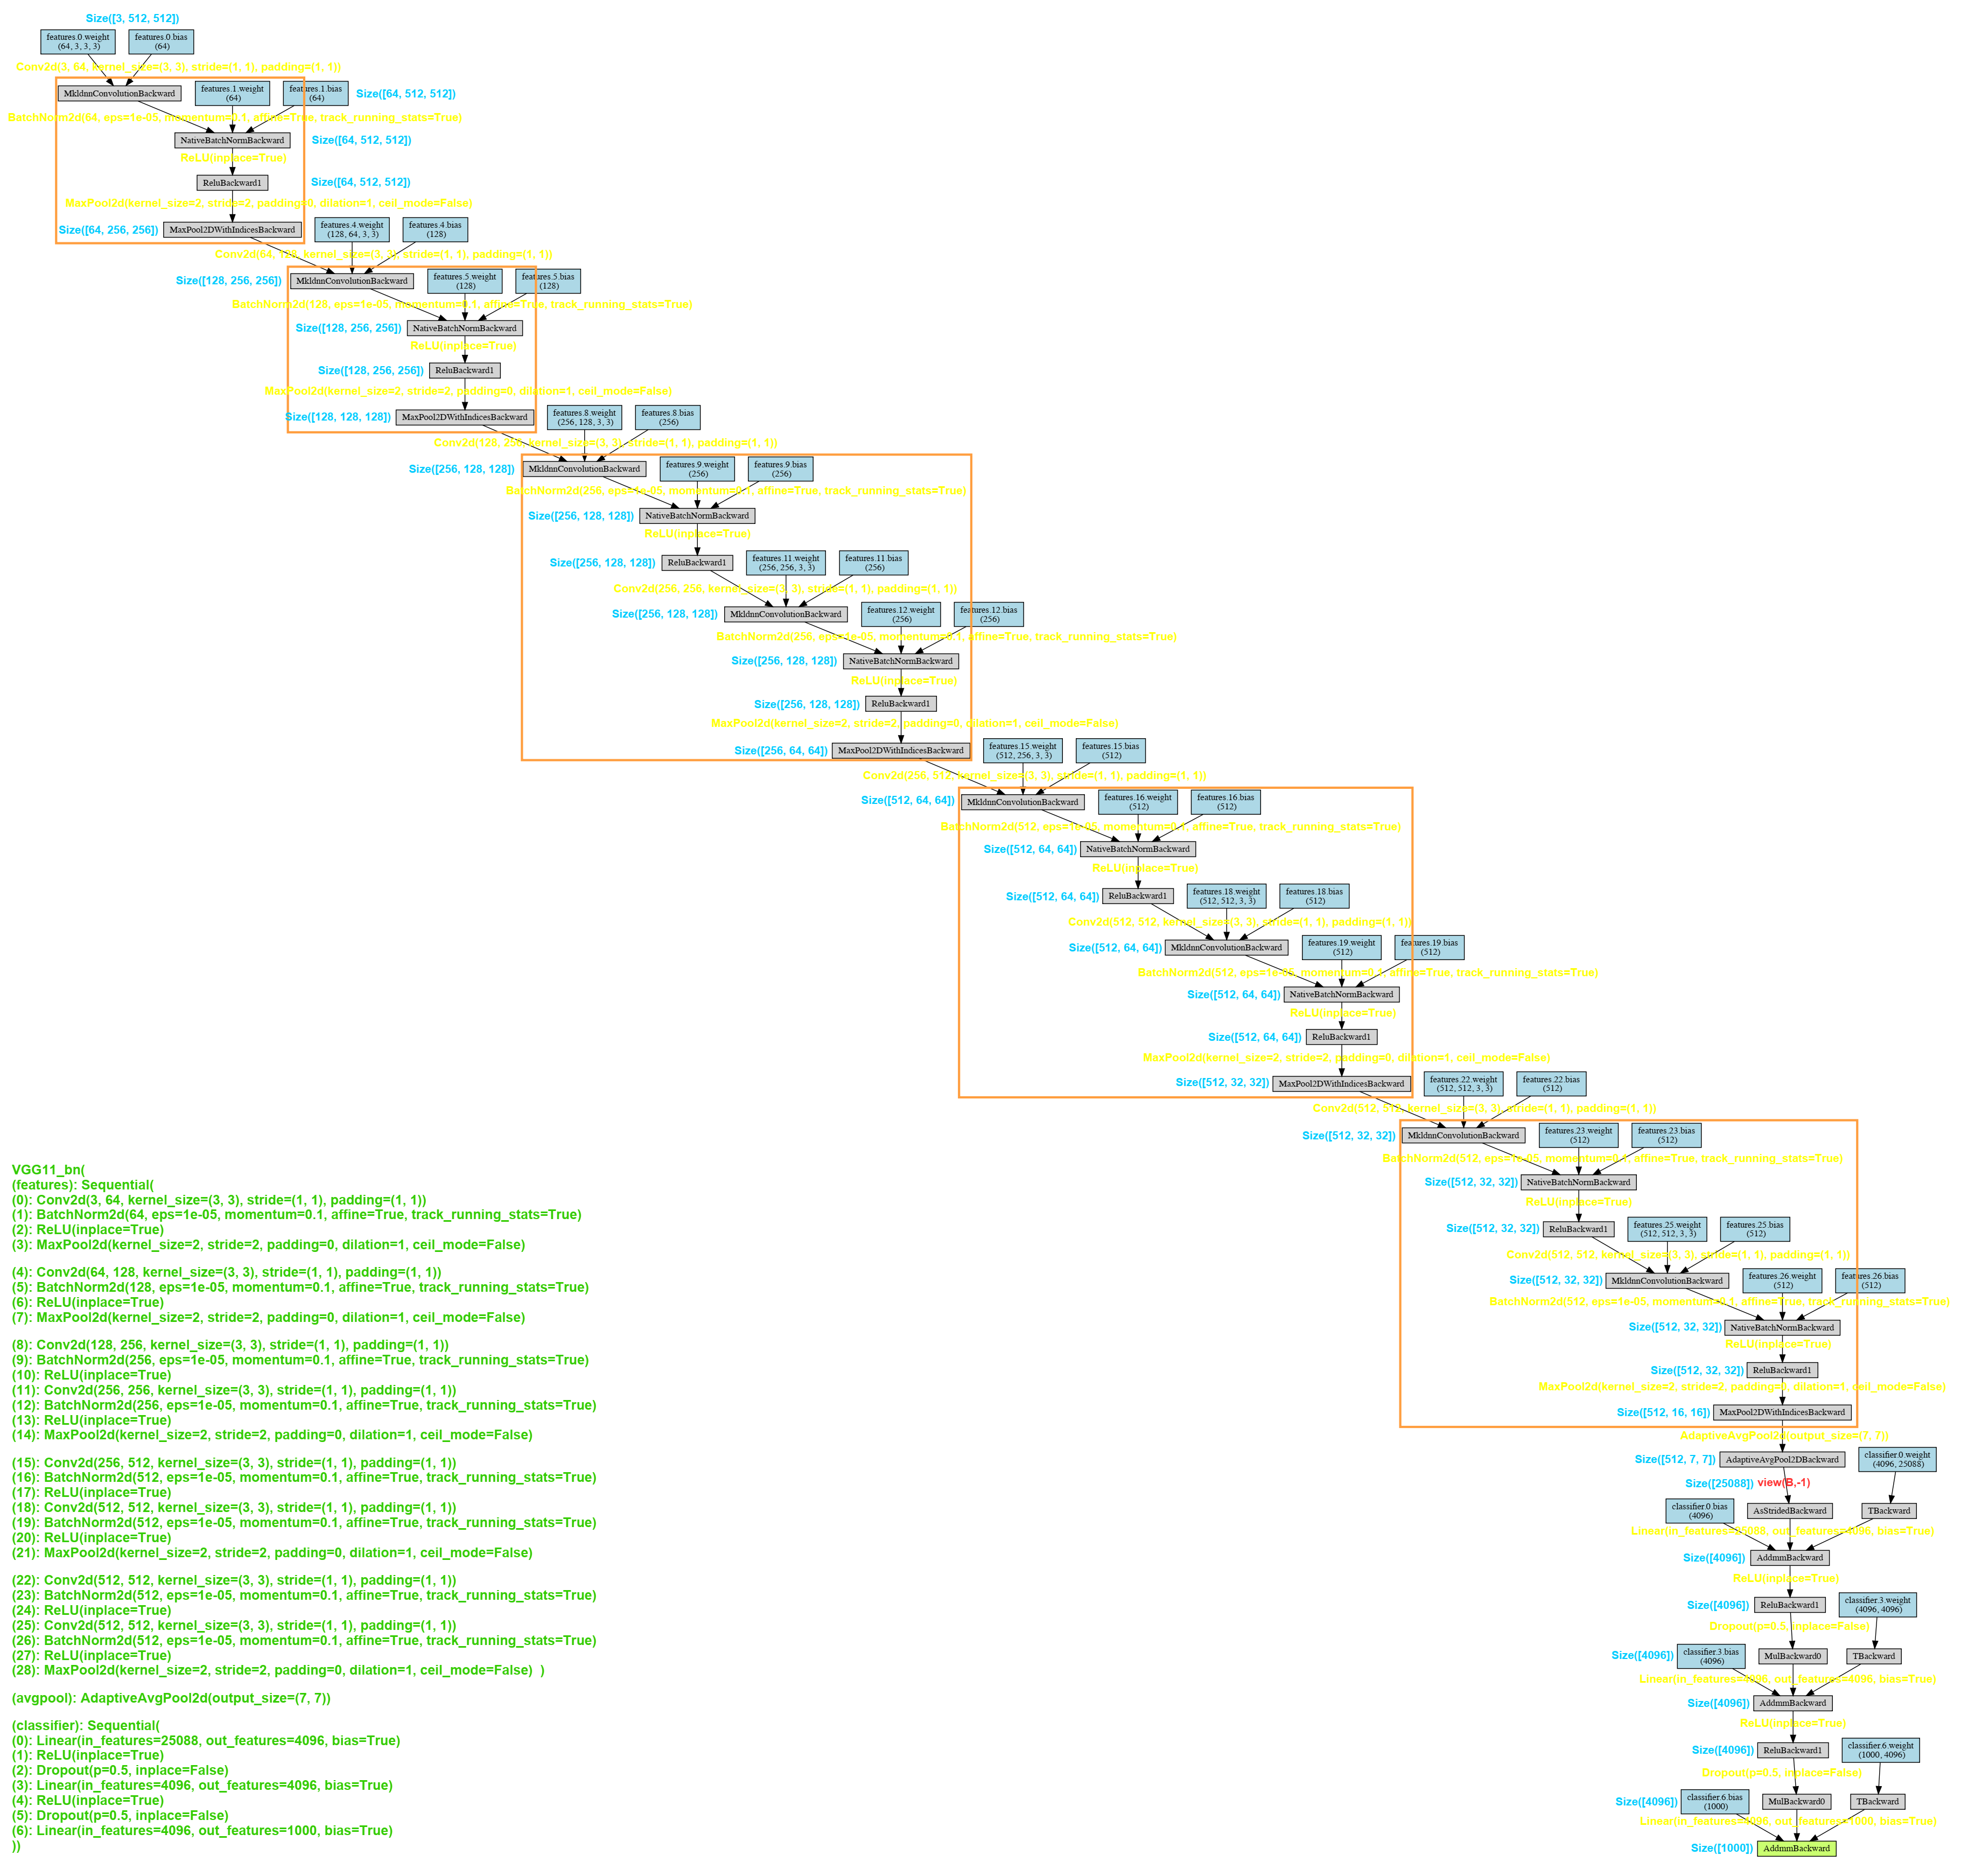 Size([3, 512, 512])
features.0.weight
(64, 3, 3, 3)
features.0.bias
(64)
Conv2d(3, 64, kernel_size=(3, 3), stride=(1, 1), padding=(1, 1))
MkldnnConvolutionBackward
features.1.weight
(64)
features.1.bias
(64)
Size([64, 512, 512])
BatchNorm2d(64, eps=1e-05, momentum=0.1, affine=True, track_running_stats=True)
NativeBatchNormBackward
Size([64, 512, 512])
ReLU(inplace=True)
ReluBackward1
Size([64, 512, 512])
MaxPool2d(kernel_size=2, stride=2, padding=0, dilation=1, ceil_mode=False)
Size([64, 256, 256])
MaxPool2DWithIndicesBackward
features.4.weight
(128, 64, 3, 3)
features.4.bias
(128)
Conv2d(64, 128, kernel_size=(3, 3), stride=(1, 1), padding=(1, 1))
Size([128, 256, 256])
MkldnnConvolutionBackward
features.5.weight
(128)
features.5.bias
(128)
BatchNorm2d(128, eps=1e-05, momentum=0.1, affine=True, track_running_stats=True)
Size([128, 256, 256])
NativeBatchNormBackward
ReLU(inplace=True)
Size([128, 256, 256])
ReluBackward1
MaxPool2d(kernel_size=2, stride=2, padding=0, dilation=1, ceil_mode=False)
Size([128, 128, 128])
MaxPool2DWithIndicesBackward
features.8.weight
(256, 128, 3, 3)
features.8.bias
(256)
Conv2d(128, 256, kernel_size=(3, 3), stride=(1, 1), padding=(1, 1))
Size([256, 128, 128])
MkldnnConvolutionBackward
features.9.weight
(256)
features.9.bias
(256)
BatchNorm2d(256, eps=1e-05, momentum=0.1, affine=True, track_running_stats=True)
Size([256, 128, 128])
NativeBatchNormBackward
ReLU(inplace=True)
Size([256, 128, 128])
ReluBackward1
features.11.weight
(256, 256, 3, 3)
features.11.bias
(256)
Conv2d(256, 256, kernel_size=(3, 3), stride=(1, 1), padding=(1, 1))
Size([256, 128, 128])
MkldnnConvolutionBackward
features.12.weight
(256)
features.12.bias
(256)
BatchNorm2d(256, eps=1e-05, momentum=0.1, affine=True, track_running_stats=True)
Size([256, 128, 128])
NativeBatchNormBackward
ReLU(inplace=True)
Size([256, 128, 128])
ReluBackward1
MaxPool2d(kernel_size=2, stride=2, padding=0, dilation=1, ceil_mode=False)
Size([256, 64, 64])
MaxPool2DWithIndicesBackward
features.15.weight
(512, 256, 3, 3)
features.15.bias
(512)
Conv2d(256, 512, kernel_size=(3, 3), stride=(1, 1), padding=(1, 1))
Size([512, 64, 64])
MkldnnConvolutionBackward
features.16.weight
(512)
features.16.bias
(512)
BatchNorm2d(512, eps=1e-05, momentum=0.1, affine=True, track_running_stats=True)
Size([512, 64, 64])
NativeBatchNormBackward
ReLU(inplace=True)
Size([512, 64, 64])
ReluBackward1
features.18.weight
(512, 512, 3, 3)
features.18.bias
(512)
Conv2d(512, 512, kernel_size=(3, 3), stride=(1, 1), padding=(1, 1))
Size([512, 64, 64])
MkldnnConvolutionBackward
features.19.weight
(512)
features.19.bias
(512)
BatchNorm2d(512, eps=1e-05, momentum=0.1, affine=True, track_running_stats=True)
Size([512, 64, 64])
NativeBatchNormBackward
ReLU(inplace=True)
Size([512, 64, 64])
ReluBackward1
MaxPool2d(kernel_size=2, stride=2, padding=0, dilation=1, ceil_mode=False)
Size([512, 32, 32])
MaxPool2DWithIndicesBackward
features.22.weight
(512, 512, 3, 3)
features.22.bias
(512)
Conv2d(512, 512, kernel_size=(3, 3), stride=(1, 1), padding=(1, 1))
Size([512, 32, 32])
MkldnnConvolutionBackward
features.23.weight
(512)
features.23.bias
(512)
BatchNorm2d(512, eps=1e-05, momentum=0.1, affine=True, track_running_stats=True)
Size([512, 32, 32])
NativeBatchNormBackward
ReLU(inplace=True)
Size([512, 32, 32])
ReluBackward1
features.25.weight
(512, 512, 3, 3)
features.25.bias
(512)
Conv2d(512, 512, kernel_size=(3, 3), stride=(1, 1), padding=(1, 1))
Size([512, 32, 32])
MkldnnConvolutionBackward
features.26.weight
(512)
features.26.bias
(512)
BatchNorm2d(512, eps=1e-05, momentum=0.1, affine=True, track_running_stats=True)
Size([512, 32, 32])
NativeBatchNormBackward
ReLU(inplace=True)
Size([512, 32, 32])
ReluBackward1
MaxPool2d(kernel_size=2, stride=2, padding=0, dilation=1, ceil_mode=False)
Size([512, 16, 16])
MaxPool2DWithIndicesBackward
AdaptiveAvgPool2d(output_size=(7, 7))
Size([512, 7, 7])
AdaptiveAvgPool2DBackward
classifier.0.weight
(4096, 25088)
Size([25088]) view(B,-1)
classifier.0.bias
(4096)
AsStridedBackward
TBackward
Linear(in_features=25088, out_features=4096, bias=True)
Size([4096])
AddmmBackward
ReLU(inplace=True)
Size([4096])
ReluBackward1
classifier.3.weight
(4096, 4096)
Dropout(p=0.5, inplace=False)
Size([4096])
classifier.3.bias
(4096)
MulBackward0
TBackward
Linear(in_features=4096, out_features=4096, bias=True)
Size([4096])
AddmmBackward
ReLU(inplace=True)
Size([4096])
ReluBackward1
classifier.6.weight
(1000, 4096)
Dropout(p=0.5, inplace=False)
Size([4096])
classifier.6.bias
(1000)
MulBackward0
TBackward
Linear(in_features=4096, out_features=1000, bias=True)
Size([1000])
AddmmBackward
VGG11_bn(
(features): Sequential(
(0): Conv2d(3, 64, kernel_size=(3, 3), stride=(1, 1), padding=(1, 1))
(1): BatchNorm2d(64, eps=1e-05, momentum=0.1, affine=True, track_running_stats=True)
(2): ReLU(inplace=True)
(3): MaxPool2d(kernel_size=2, stride=2, padding=0, dilation=1, ceil_mode=False)
(4): Conv2d(64, 128, kernel_size=(3, 3), stride=(1, 1), padding=(1, 1))
(5): BatchNorm2d(128, eps=1e-05, momentum=0.1, affine=True, track_running_stats=True)
(6): ReLU(inplace=True)
(7): MaxPool2d(kernel_size=2, stride=2, padding=0, dilation=1, ceil_mode=False)
(8): Conv2d(128, 256, kernel_size=(3, 3), stride=(1, 1), padding=(1, 1))
(9): BatchNorm2d(256, eps=1e-05, momentum=0.1, affine=True, track_running_stats=True)
(10): ReLU(inplace=True)
(11): Conv2d(256, 256, kernel_size=(3, 3), stride=(1, 1), padding=(1, 1))
(12): BatchNorm2d(256, eps=1e-05, momentum=0.1, affine=True, track_running_stats=True)
(13): ReLU(inplace=True)
(14): MaxPool2d(kernel_size=2, stride=2, padding=0, dilation=1, ceil_mode=False)
(15): Conv2d(256, 512, kernel_size=(3, 3), stride=(1, 1), padding=(1, 1))
(16): BatchNorm2d(512, eps=1e-05, momentum=0.1, affine=True, track_running_stats=True)
(17): ReLU(inplace=True)
(18): Conv2d(512, 512, kernel_size=(3, 3), stride=(1, 1), padding=(1, 1))
(19): BatchNorm2d(512, eps=1e-05, momentum=0.1, affine=True, track_running_stats=True)
(20): ReLU(inplace=True)
(21): MaxPool2d(kernel_size=2, stride=2, padding=0, dilation=1, ceil_mode=False)
(22): Conv2d(512, 512, kernel_size=(3, 3), stride=(1, 1), padding=(1, 1))
(23): BatchNorm2d(512, eps=1e-05, momentum=0.1, affine=True, track_running_stats=True)
(24): ReLU(inplace=True)
(25): Conv2d(512, 512, kernel_size=(3, 3), stride=(1, 1), padding=(1, 1))
(26): BatchNorm2d(512, eps=1e-05, momentum=0.1, affine=True, track_running_stats=True)
(27): ReLU(inplace=True)
(28): MaxPool2d(kernel_size=2, stride=2, padding=0, dilation=1, ceil_mode=False) )
(avgpool): AdaptiveAvgPool2d(output_size=(7, 7))
(classifier): Sequential(
(0): Linear(in_features=25088, out_features=4096, bias=True)
(1): ReLU(inplace=True)
(2): Dropout(p=0.5, inplace=False)
(3): Linear(in_features=4096, out_features=4096, bias=True)
(4): ReLU(inplace=True)
(5): Dropout(p=0.5, inplace=False)
(6): Linear(in_features=4096, out_features=1000, bias=True)
))